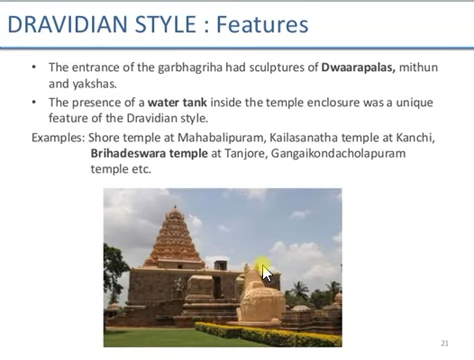 DRAVIDIAN STYLE : Features
• The entrance of the garbhagriha had sculptures of Dwaarapalas, mithun
and yakshas.
• The presence of a water tank inside the temple enclosure was a unique
feature of the Dravidian style.
Examples: Shore temple at Mahabalipuram, Kailasanatha temple at Kanchi,
Brihadeswara temple at Tanjore, Gangaikondacholapuram
temple etc.
21